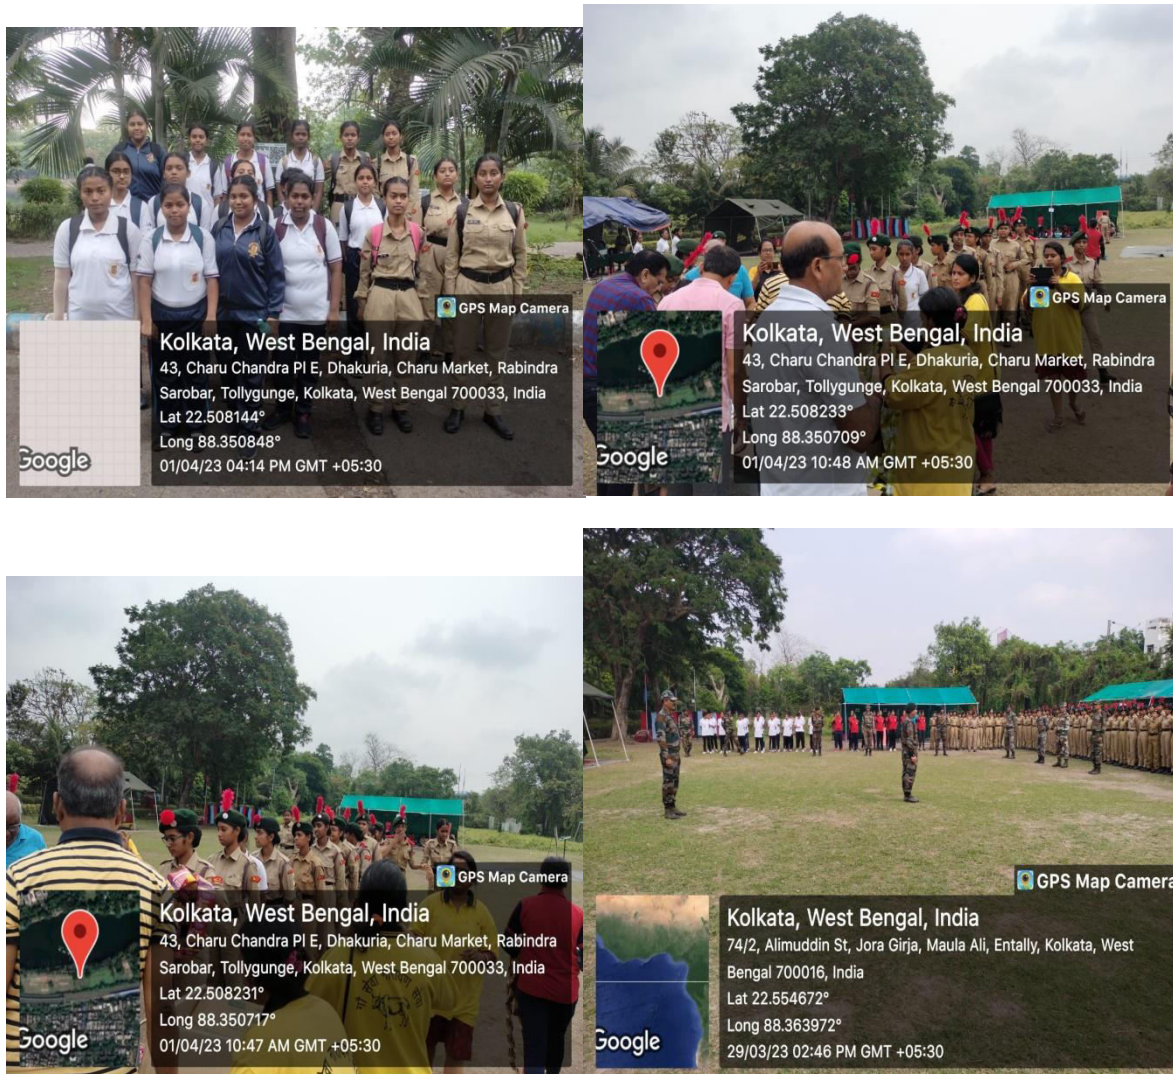 GPS Map Camera
Kolkata, West Bengal, India
43, Charu Chandra Pl E, Dhakuria, Charu Market, Rabindra
Sarobar, Tollygunge, Kolkata, West Bengal 700033, India
Lat 22.508144°
Long 88.350848°
01/04/23 04:14 PM GMT +05:30
Google
GPS Map Camera
Kolkata, West Bengal, India
43, Charu Chandra Pl E, Dhakuria, Charu Market, Rabindra
Sarobar, Tollygunge, Kolkata, West Bengal 700033, India
Lat 22.508233°
Long 88.350709°
01/04/23 10:48 AM GMT +05:30
Google
GPS Map Camera
Kolkata, West Bengal, India
43, Charu Chandra Pl E, Dhakuria, Charu Market, Rabindra
Sarobar, Tollygunge, Kolkata, West Bengal 700033, India
Lat 22.508231°
Long 88.350717°
01/04/23 10:47 AM GMT +05:30
Google
GPS Map Camera
Kolkata, West Bengal, India
74/2, Alimuddin St, Jora Girja, Maula Ali, Entally, Kolkata, West
Bengal 700016, India
Lat 22.554672°
Long 88.363972°
29/03/23 02:46 PM GMT +05:30
Google